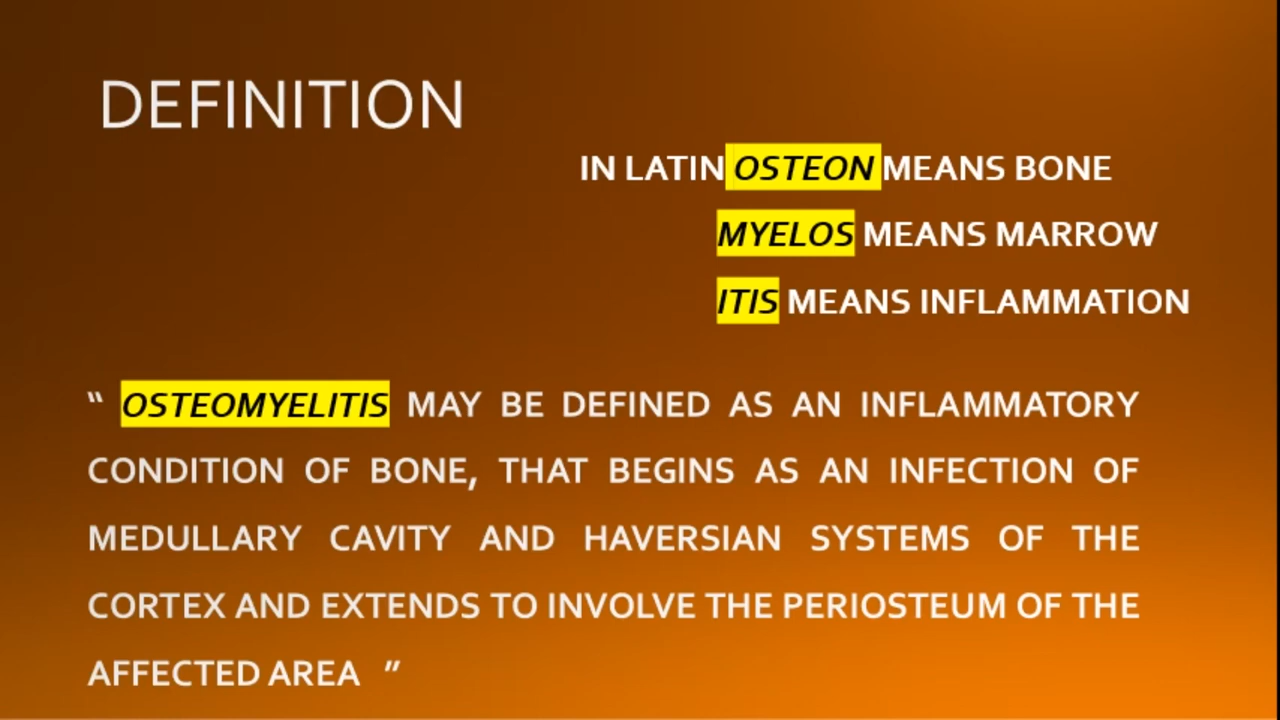 DEFINITION
IN LATIN OSTEON MEANS BONE
MYELOS MEANS MARROW
ITIS MEANS INFLAMMATION
“ OSTEOMYELITIS MAY BE DEFINED AS AN INFLAMMATORY
CONDITION OF BONE, THAT BEGINS AS AN INFECTION OF
MEDULLARY CAVITY AND HAVERSIAN SYSTEMS OF THE
CORTEX AND EXTENDS TO INVOLVE THE PERIOSTEUM OF THE
AFFECTED AREA ”